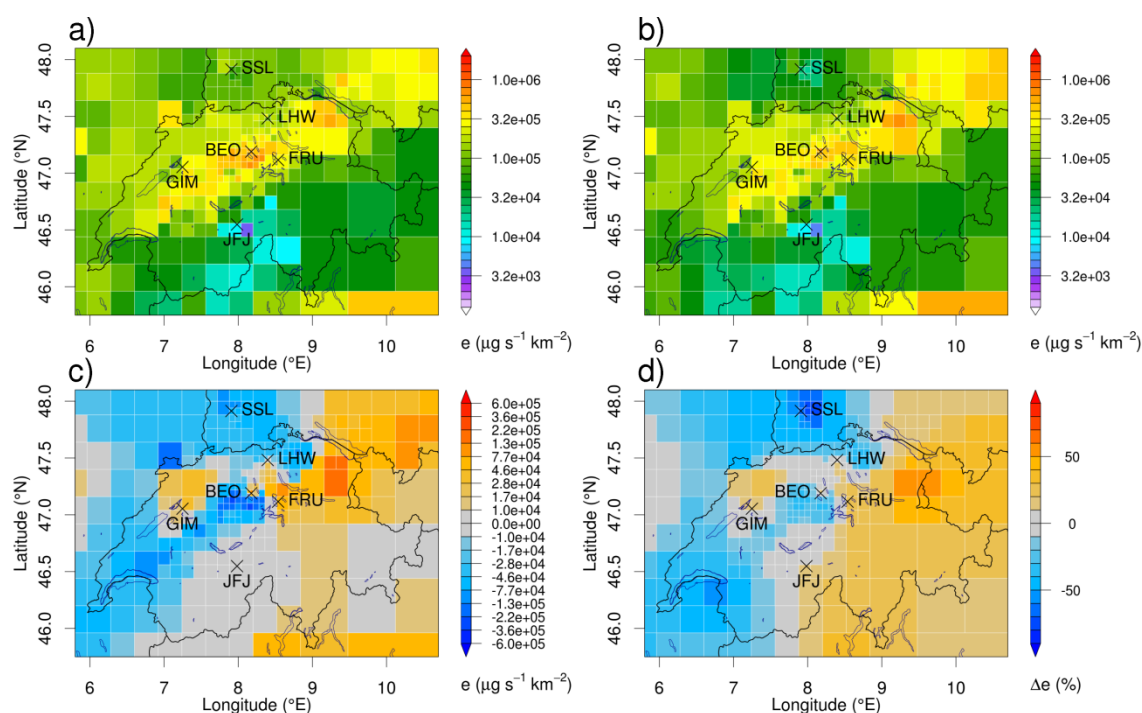 a)
48.0
47.5
47.0
46.5
46.0
Latitude (°N)
SSL
LHW
BEO
FRU
GIM
JFJ
6 7 8 9 10
Longitude (°E)
1.0e+06
3.2e+05
1.0e+05
3.2e+04
1.0e+04
3.2e+03
e (μg s⁻¹ km⁻²)
b)
48.0
47.5
47.0
46.5
46.0
Latitude (°N)
SSL
LHW
BEO
FRU
GIM
JFJ
6 7 8 9 10
Longitude (°E)
1.0e+06
3.2e+05
1.0e+05
3.2e+04
1.0e+04
3.2e+03
e (μg s⁻¹ km⁻²)
c)
48.0
47.5
47.0
46.5
46.0
Latitude (°N)
SSL
LHW
BEO
FRU
GIM
JFJ
6 7 8 9 10
Longitude (°E)
6.0e+05
3.6e+05
2.2e+05
1.3e+05
7.7e+04
4.6e+04
2.8e+04
1.7e+04
1.0e+04
0.0e+00
-1.0e+04
-1.7e+04
-2.8e+04
-4.6e+04
-7.7e+04
-1.3e+05
-2.2e+05
-3.6e+05
-6.0e+05
e (μg s⁻¹ km⁻²)
d)
48.0
47.5
47.0
46.5
46.0
Latitude (°N)
SSL
LHW
BEO
FRU
GIM
JFJ
6 7 8 9 10
Longitude (°E)
50
0
-50
Δe (%)